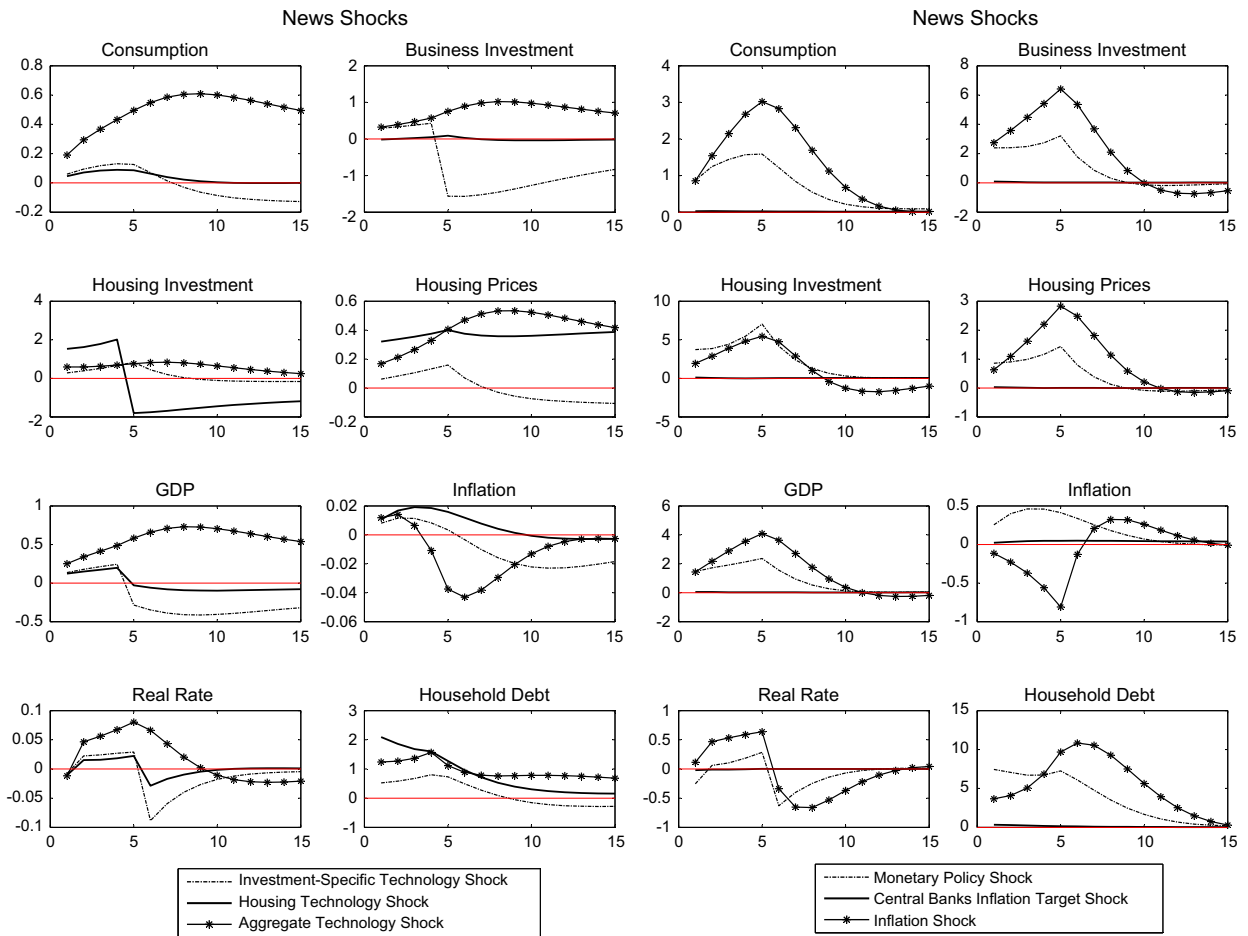 News Shocks
News Shocks
Consumption
Business Investment
Consumption
Business Investment
0.8
0.6
0.4
0.2
0
-0.2
0 5 10 15
2
1
0
-1
-2
0 5 10 15
4
3
2
1
0
0 5 10 15
8
6
4
2
0
-2
0 5 10 15
Housing Investment
Housing Prices
Housing Investment
Housing Prices
4
2
0
-2
0 5 10 15
0.6
0.4
0.2
0
-0.2
0 5 10 15
10
5
0
-5
0 5 10 15
3
2
1
0
-1
0 5 10 15
GDP
Inflation
GDP
Inflation
1
0.5
0
-0.5
0 5 10 15
0.02
0
-0.02
-0.04
-0.06
0 5 10 15
6
4
2
0
-2
0 5 10 15
0.5
0
-0.5
-1
0 5 10 15
Real Rate
Household Debt
Real Rate
Household Debt
0.1
0.05
0
-0.05
-0.1
0 5 10 15
3
2
1
0
-1
0 5 10 15
1
0.5
0
-0.5
-1
0 5 10 15
15
10
5
0
0 5 10 15
Investment-Specific Technology Shock
Housing Technology Shock
Aggregate Technology Shock
Monetary Policy Shock
Central Banks Inflation Target Shock
Inflation Shock